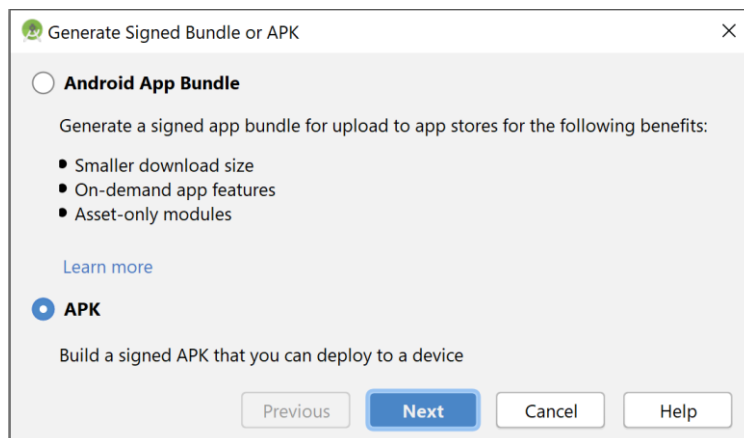 Generate Signed Bundle or APK
Android App Bundle
Generate a signed app bundle for upload to app stores for the following benefits:
Smaller download size
On-demand app features
Asset-only modules
Learn more
APK
Build a signed APK that you can deploy to a device
Previous Next Cancel Help